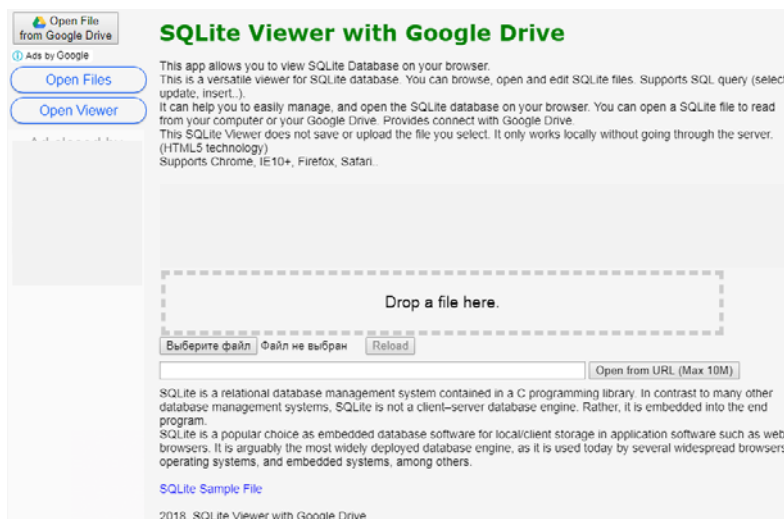 Open File
from Google Drive
Ads by Google
Open Files
Open Viewer
SQLite Viewer with Google Drive
This app allows you to view SQLite Database on your browser.
This is a versatile viewer for SQLite database. You can browse, open and edit SQLite files. Supports SQL query (select
update, insert..).
It can help you to easily manage, and open the SQLite database on your browser. You can open a SQLite file to read
from your computer or your Google Drive. Provides connect with Google Drive.
This SQLite Viewer does not save or upload the file you select. It only works locally without going through the server.
(HTML5 technology)
Supports Chrome, IE10+, Firefox, Safari..
Drop a file here.
Выберите файл Файл не выбран Reload
Open from URL (Max 10M)
SQLite is a relational database management system contained in a C programming library. In contrast to many other
database management systems, SQLite is not a client–server database engine. Rather, it is embedded into the end
program.
SQLite is a popular choice as embedded database software for local/client storage in application software such as web
browsers. It is arguably the most widely deployed database engine, as it is used today by several widespread browsers
operating systems, and embedded systems, among others.
SQLite Sample File
2018. SQLite Viewer with Google Drive